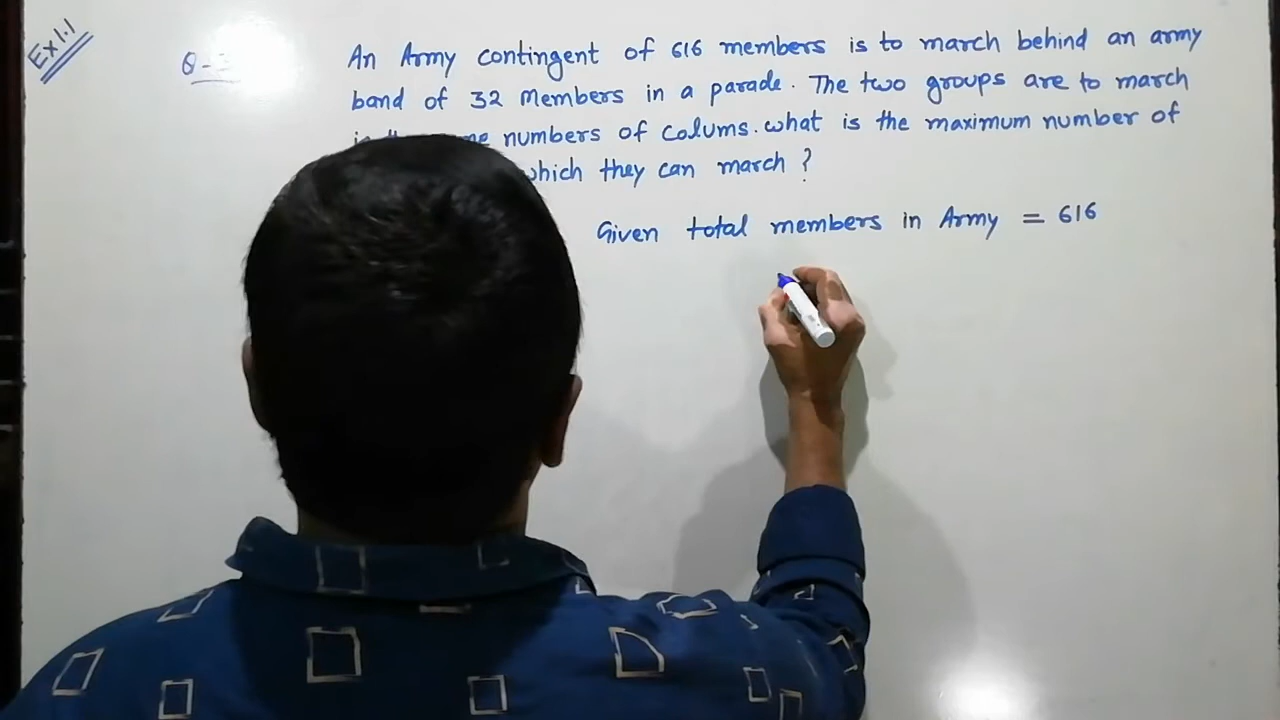 Ex 1.1
Q-
An Army contingent of 616 members is to march behind an army
band of 32 Members in a parade. The two groups are to march
numbers of colums. what is the maximum number of
which they can march ?
Given total members in Army = 616